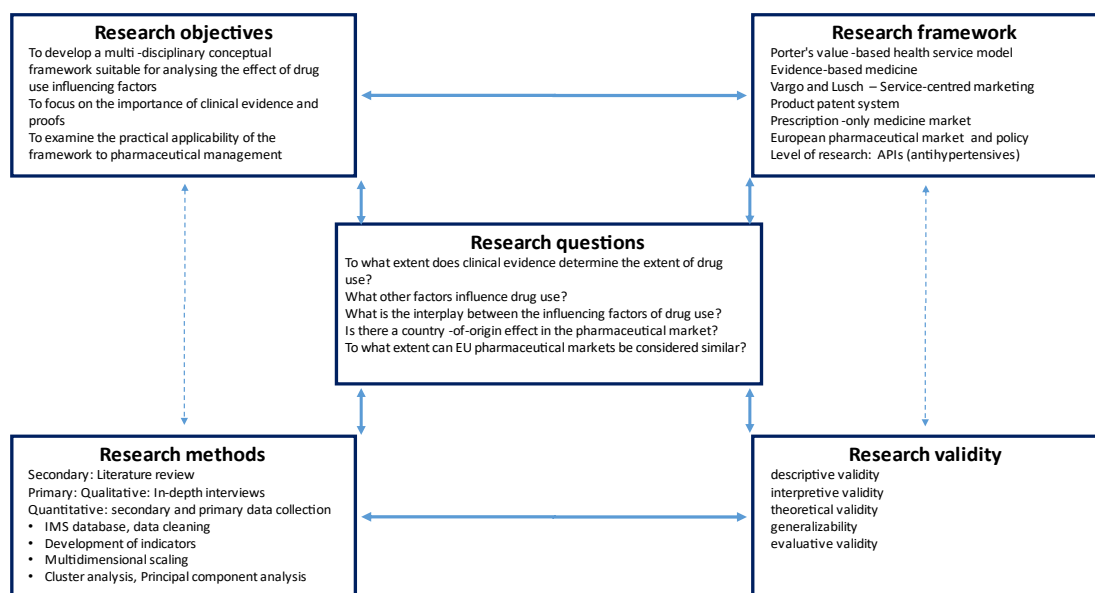 Research objectives
To develop a multi -disciplinary conceptual
framework suitable for analysing the effect of drug
use influencing factors
To focus on the importance of clinical evidence and
proofs
To examine the practical applicability of the
framework to pharmaceutical management
Research framework
Porter's value -based health service model
Evidence-based medicine
Vargo and Lusch – Service-centred marketing
Product patent system
Prescription -only medicine market
European pharmaceutical market and policy
Level of research: APIs (antihypertensives)
Research questions
To what extent does clinical evidence determine the extent of drug
use?
What other factors influence drug use?
What is the interplay between the influencing factors of drug use?
Is there a country -of-origin effect in the pharmaceutical market?
To what extent can EU pharmaceutical markets be considered similar?
Research methods
Secondary: Literature review
Primary: Qualitative: In-depth interviews
Quantitative: secondary and primary data collection
• IMS database, data cleaning
• Development of indicators
• Multidimensional scaling
• Cluster analysis, Principal component analysis
Research validity
descriptive validity
interpretive validity
theoretical validity
generalizability
evaluative validity